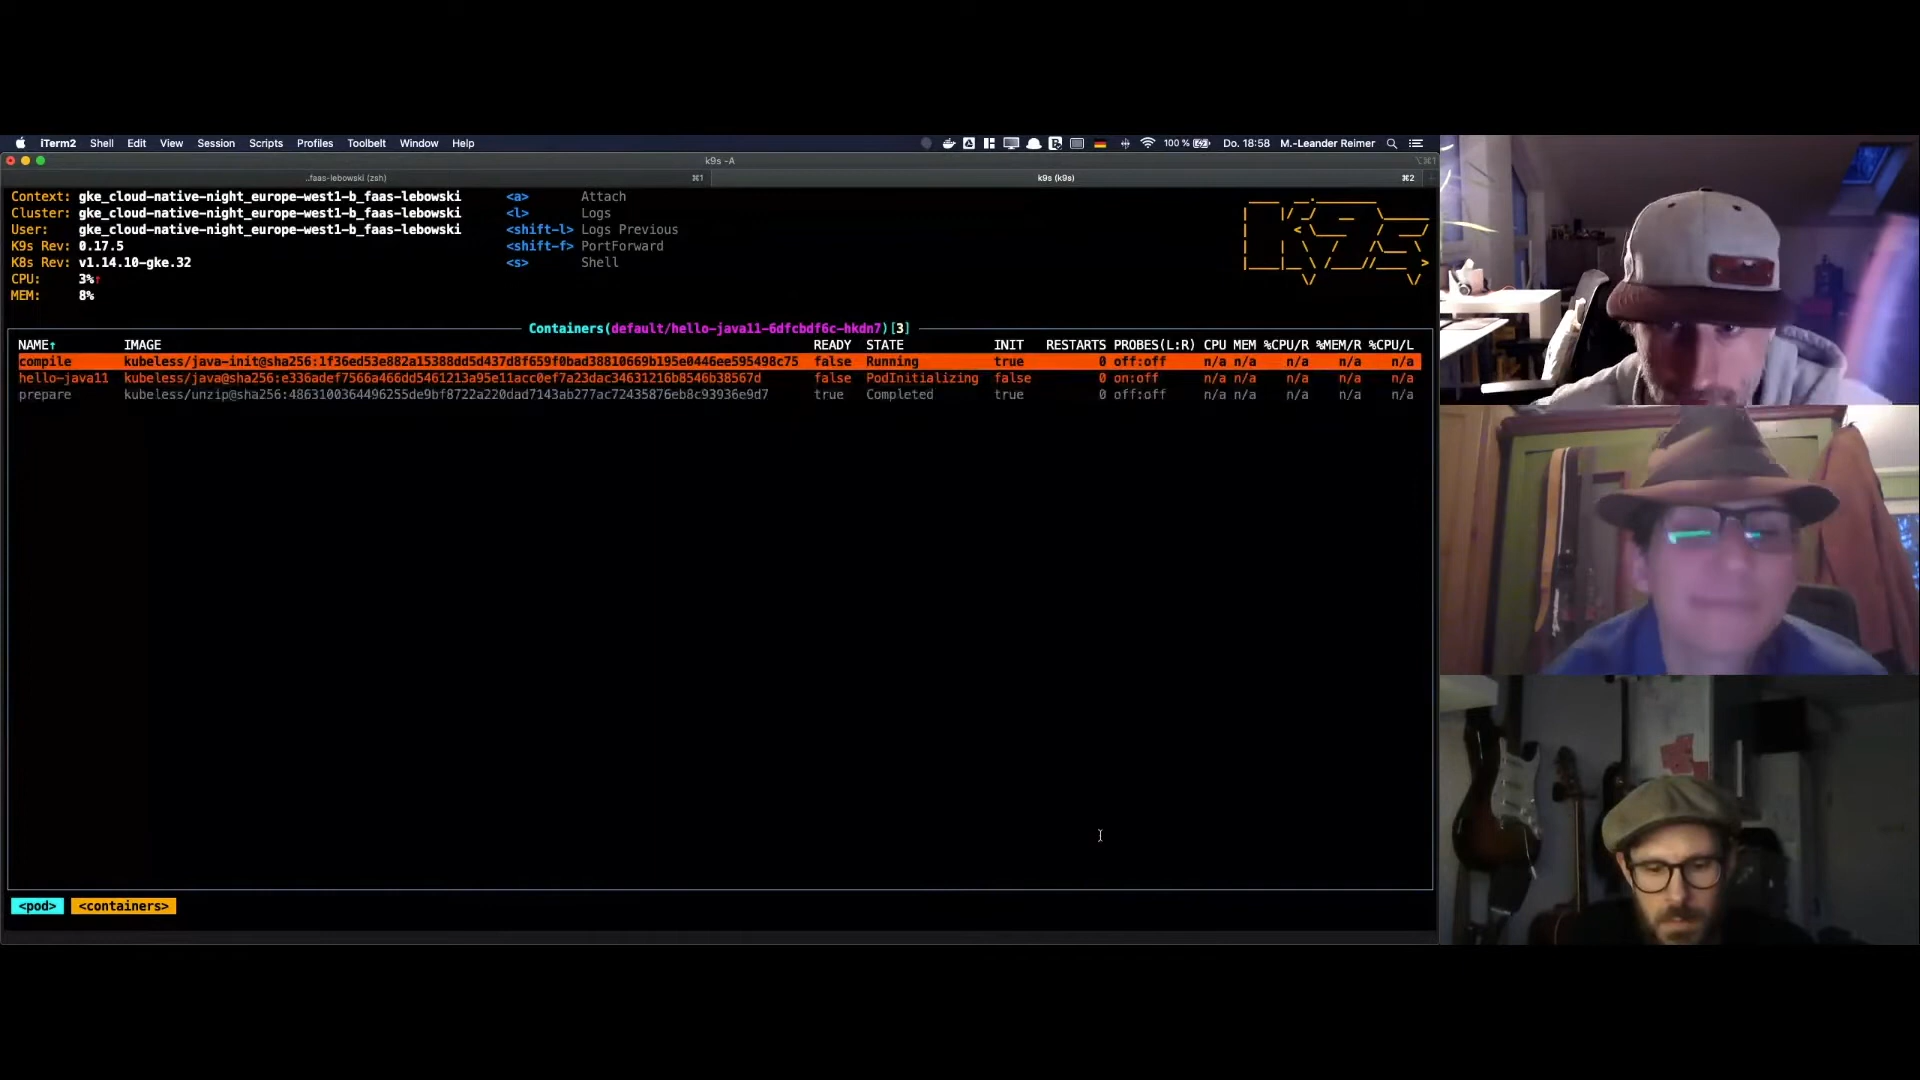 iTerm2 Shell Edit View Session Scripts Profiles Toolbelt Window Help 100 % Do. 18:58 M.-Leander Reimer
k9s -A
..faas-lebowski (zsh) ⌘1 k9s (k9s) ⌘2
Context: gke_cloud-native-night_europe-west1-b_faas-lebowski <a> Attach
Cluster: gke_cloud-native-night_europe-west1-b_faas-lebowski <l> Logs
User: gke_cloud-native-night_europe-west1-b_faas-lebowski <shift-l> Logs Previous
K9s Rev: 0.17.5 <shift-f> PortForward
K8s Rev: v1.14.10-gke.32 <s> Shell
CPU: 3%↑
MEM: 8%
Containers(default/hello-java11-6dfcbdf6c-hkdn7)[3]
NAME↑ IMAGE READY STATE INIT RESTARTS PROBES(L:R) CPU MEM %CPU/R %MEM/R %CPU/L
compile kubeless/java-init@sha256:1f36ed53e882a15388dd5d437d8f659f0bad38810669b195e0446ee595498c75 false Running true 0 off:off n/a n/a n/a n/a n/a
hello-java11 kubeless/java@sha256:e336adef7566a466dd5461213a95e11acc0ef7a23dac34631216b8546b38567d false PodInitializing false 0 on:off n/a n/a n/a n/a n/a
prepare kubeless/unzip@sha256:4863100364496255de9bf8722a220dad7143ab277ac72435876eb8c93936e9d7 true Completed true 0 off:off n/a n/a n/a n/a n/a
<pod> <containers>